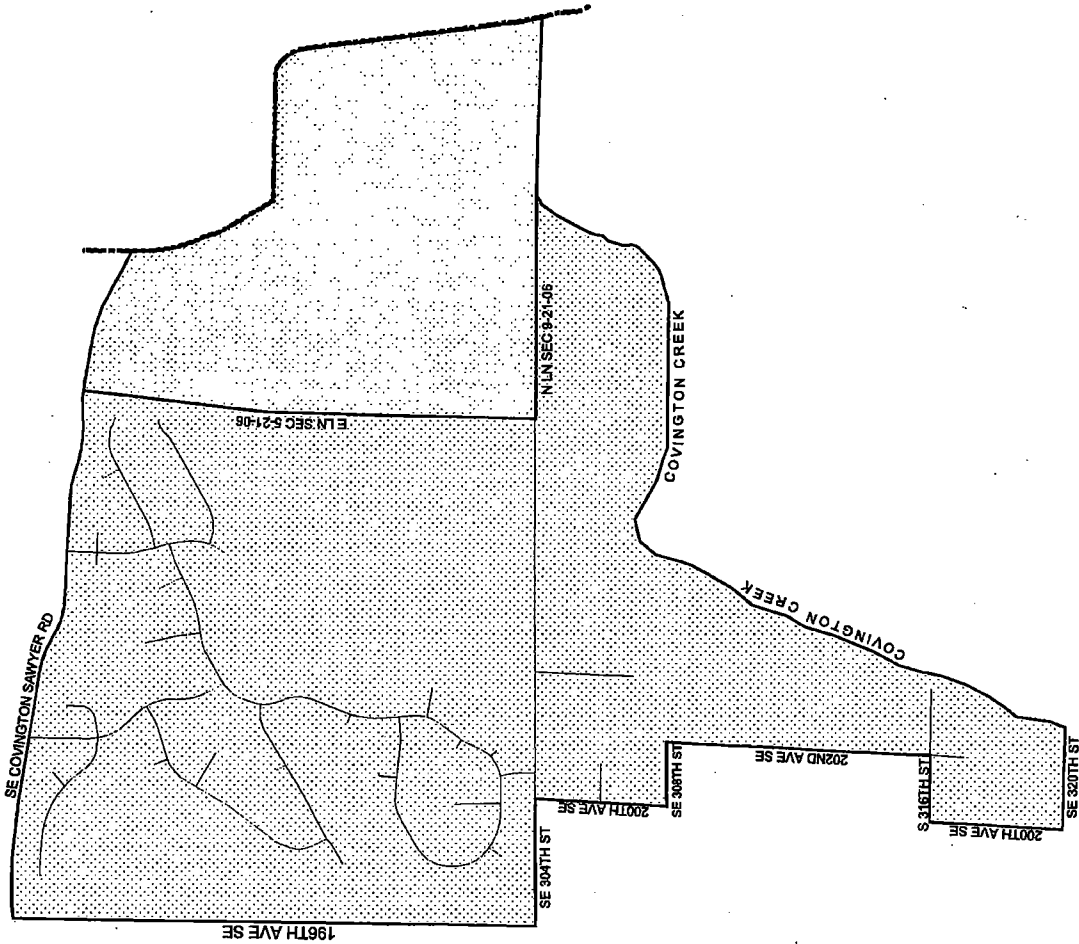 SE COVINGTON SAWYER RD
E LN SEC 5-21-06
N LN SEC 9-21-06
COVINGTON CREEK
COVINGTON CREEK
196TH AVE SE
SE 304TH ST
200TH AVE SE
SE 308TH ST
202ND AVE SE
S 316TH ST
200TH AVE SE
SE 320TH ST